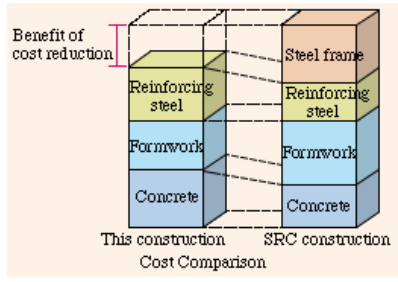 Benefit of
cost reduction
Steel frame
Reinforcing
steel
Reinforcing
steel
Formwork
Formwork
Concrete
Concrete
This construction
SRC construction
Cost Comparison